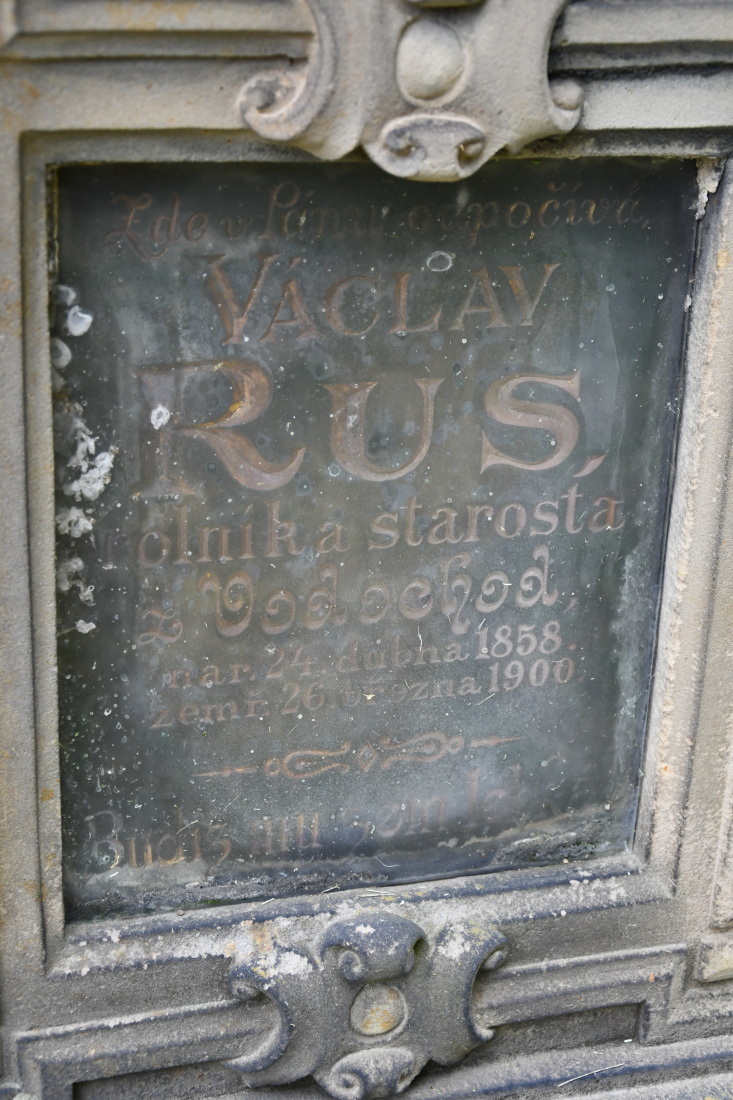 Zde v Pánu odpočívá
VÁCLAV
RUS,
rolník a starosta
z Vodochod,
nar. 24. dubna 1858.
zemř. 26. března 1900.
Budiž mu zem